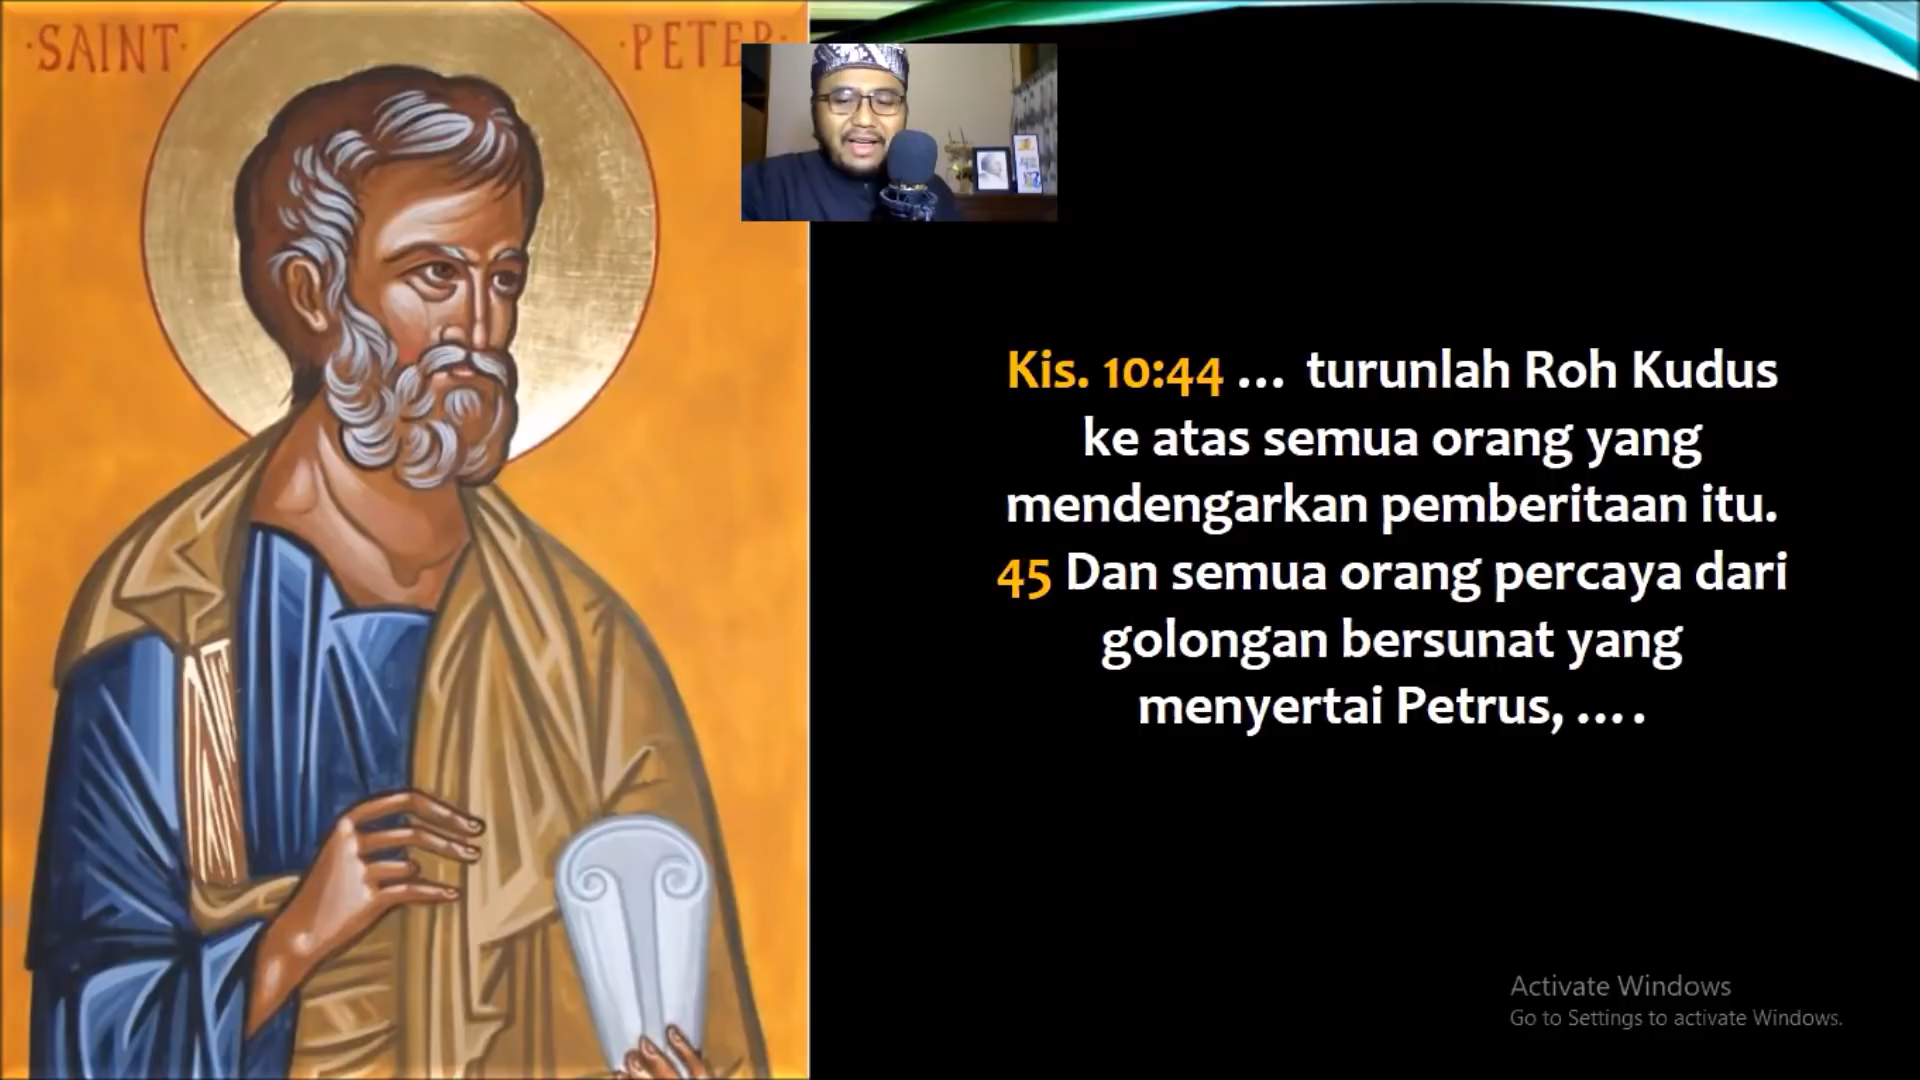 ·SAINT·
·PETER·
Kis. 10:44 ... turunlah Roh Kudus
ke atas semua orang yang
mendengarkan pemberitaan itu.
45 Dan semua orang percaya dari
golongan bersunat yang
menyertai Petrus, ....
Activate Windows
Go to Settings to activate Windows.